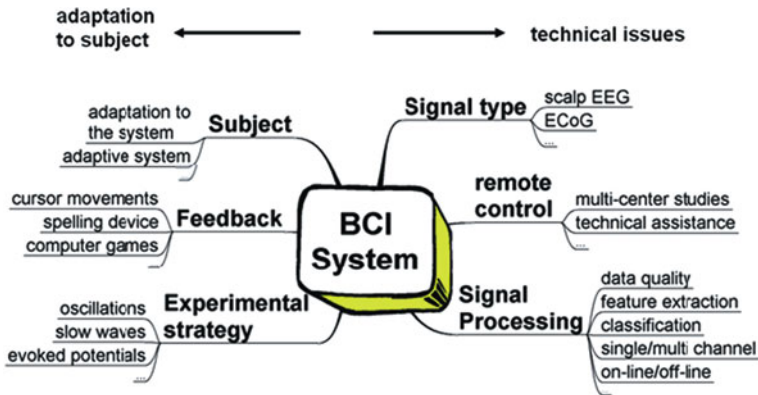 adaptation
to subject
technical issues
Subject
adaptation to
the system
adaptive system
...
Feedback
cursor movements
spelling device
computer games
...
Experimental
strategy
oscillations
slow waves
evoked potentials
...
BCI
System
Signal type
scalp EEG
ECoG
...
remote
control
multi-center studies
technical assistance
...
Signal
Processing
data quality
feature extraction
classification
single/multi channel
on-line/off-line
...